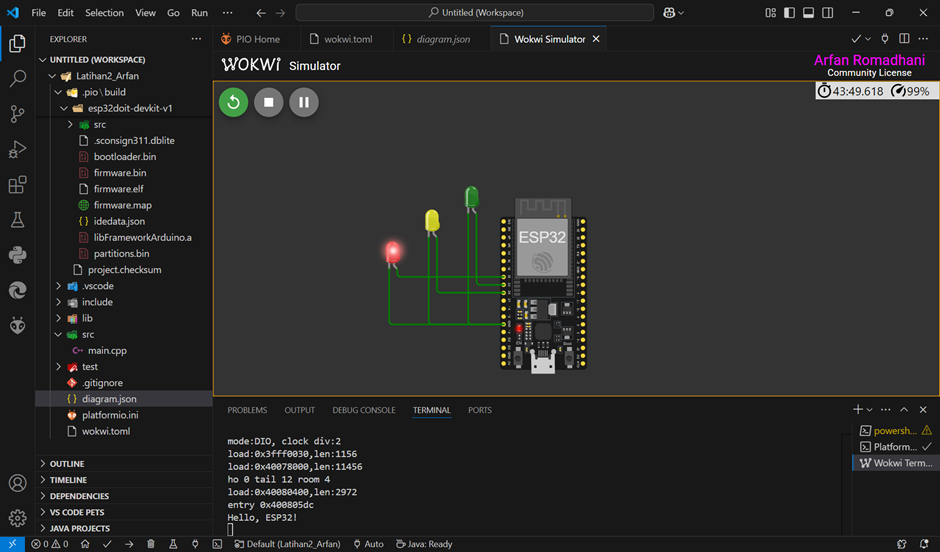 File Edit Selection View Go Run ··· Untitled (Workspace)
EXPLORER ···
PIO Home wokwi.toml diagram.json Wokwi Simulator
UNTITLED (WORKSPACE)
Latihan2_Arfan
.pio\build
esp32doit-devkit-v1
src
.sconsign311.dblite
bootloader.bin
firmware.bin
firmware.elf
firmware.map
idedata.json
libFrameworkArduino.a
partitions.bin
project.checksum
.vscode
include
lib
src
main.cpp
test
.gitignore
diagram.json
platformio.ini
wokwi.toml
OUTLINE
TIMELINE
DEPENDENCIES
VS CODE PETS
JAVA PROJECTS
WOKWI Simulator
Arfan Romadhani
Community License
43:49.618 99%
ESP32
PROBLEMS OUTPUT DEBUG CONSOLE TERMINAL PORTS
mode:DIO, clock div:2
load:0x3fff0030,len:1156
load:0x40078000,len:11456
ho 0 tail 12 room 4
load:0x40080400,len:2972
entry 0x400805dc
Hello, ESP32!
powersh...
Platform...
Wokwi Term...
0 0 Default (Latihan2_Arfan) Auto Java: Ready